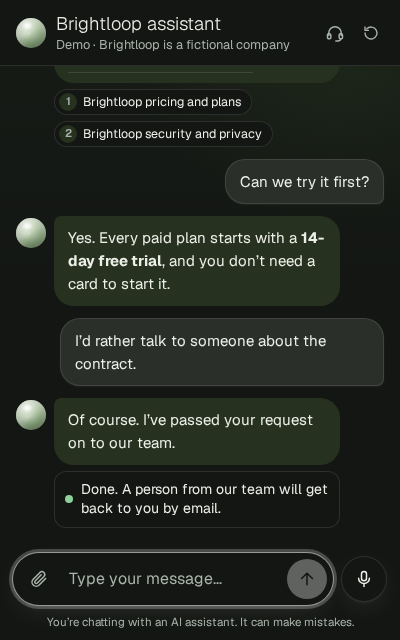 Brightloop assistant
Demo · Brightloop is a fictional company
1 Brightloop pricing and plans
2 Brightloop security and privacy
Can we try it first?
Yes. Every paid plan starts with a 14-
day free trial, and you don’t need a
card to start it.
I’d rather talk to someone about the
contract.
Of course. I’ve passed your request
on to our team.
Done. A person from our team will get
back to you by email.
Type your message…
You’re chatting with an AI assistant. It can make mistakes.